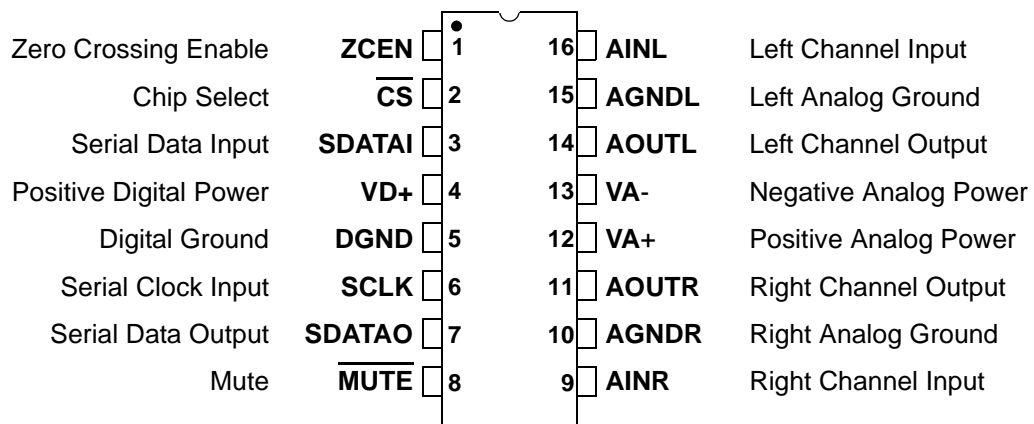 Zero Crossing Enable ZCEN 1 16 AINL Left Channel Input
Chip Select CS 2 15 AGNDL Left Analog Ground
Serial Data Input SDATAI 3 14 AOUTL Left Channel Output
Positive Digital Power VD+ 4 13 VA- Negative Analog Power
Digital Ground DGND 5 12 VA+ Positive Analog Power
Serial Clock Input SCLK 6 11 AOUTR Right Channel Output
Serial Data Output SDATAO 7 10 AGNDR Right Analog Ground
Mute MUTE 8 9 AINR Right Channel Input